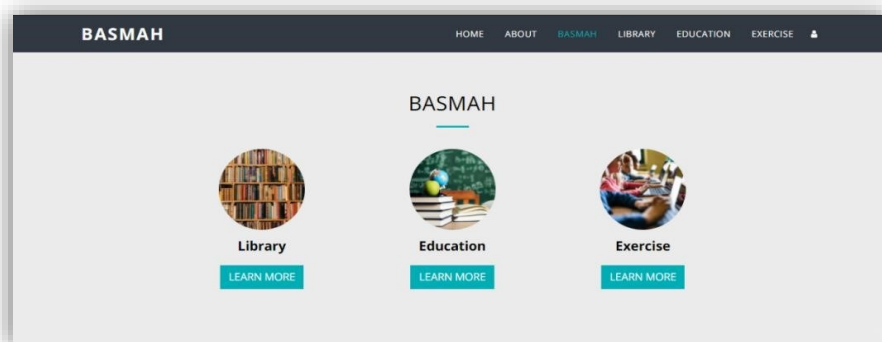 BASMAH HOME ABOUT BASMAH LIBRARY EDUCATION EXERCISE
BASMAH
Library Education Exercise
LEARN MORE LEARN MORE LEARN MORE